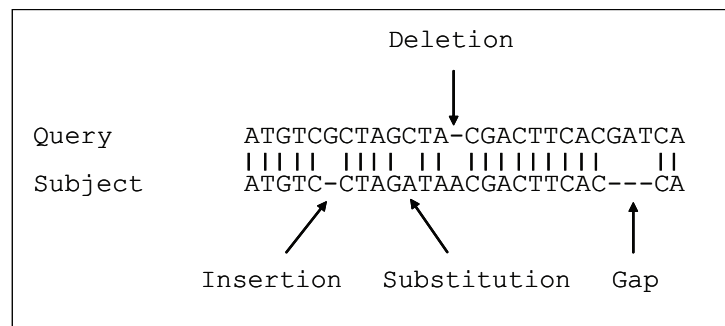 Deletion
Query ATGTCGCTAGCTA-CGACTTCACGATCA
||||| |||| || |||||||| ||
Subject ATGTC-CTAGATAACGACTTCAC---CA
Insertion Substitution Gap